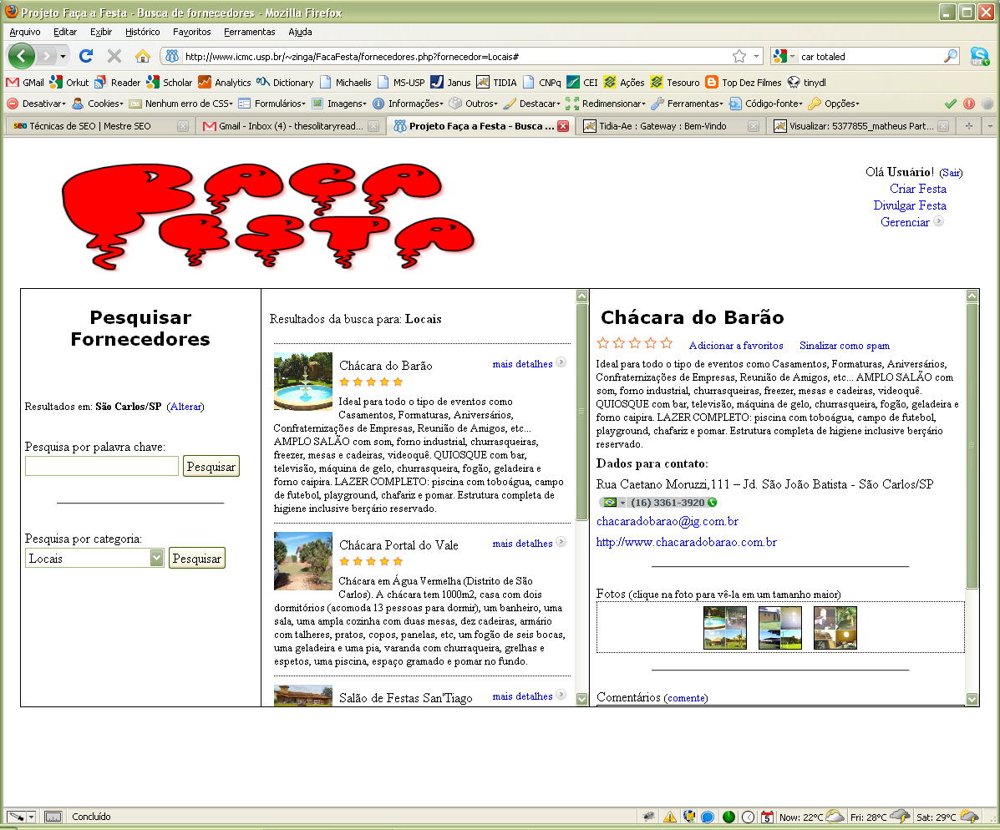 Projeto Faça a Festa - Busca de fornecedores - Mozilla Firefox
Arquivo Editar Exibir Histórico Favoritos Ferramentas Ajuda
http://www.icmc.usp.br/~zinga/FacaFesta/fornecedores.php?fornecedor=Locais#
car totaled
GMail Orkut Reader Scholar Analytics Dictionary Michaelis MS-USP Janus TIDIA CNPq CEI Ações Tesouro Top Dez Filmes tinydl
Desativar Cookies Nenhum erro de CSS Formulários Imagens Informações Outros Destacar Redimensionar Ferramentas Código-fonte Opções
Técnicas de SEO | Mestre SEO
Gmail - Inbox (4) - thesolitaryread...
Projeto Faça a Festa - Busca ...
Tidia-Ae : Gateway : Bem-Vindo
Visualizar: 5377855_matheus Part...
FAÇA
FESTA
Olá Usuário! (Sair)
Criar Festa
Divulgar Festa
Gerenciar
Pesquisar
Fornecedores
Resultados em: São Carlos/SP (Alterar)
Pesquisa por palavra chave:
Pesquisar
Pesquisa por categoria:
Locais
Pesquisar
Resultados da busca para: Locais
Chácara do Barão
mais detalhes
Ideal para todo o tipo de eventos como
Casamentos, Formaturas, Aniversários,
Confraternizações de Empresas, Reunião de Amigos, etc...
AMPLO SALÃO com som, forno industrial, churrasqueiras,
freezer, mesas e cadeiras, videoquê. QUIOSQUE com bar,
televisão, máquina de gelo, churrasqueira, fogão, geladeira e
forno caipira. LAZER COMPLETO: piscina com toboágua, campo
de futebol, playground, chafariz e pomar. Estrutura completa de
higiene inclusive berçário reservado.
Chácara Portal do Vale
mais detalhes
Chácara em Água Vermelha (Distrito de São
Carlos). A chácara tem 1000m2, casa com dois
dormitórios (acomoda 13 pessoas para dormir), um banheiro, uma
sala, uma ampla cozinha com duas mesas, dez cadeiras, armário
com talheres, pratos, copos, panelas, etc, um fogão de seis bocas,
uma geladeira e uma pia, varanda com churraqueira, grelhas e
espetos, uma piscina, espaço gramado e pomar no fundo.
Salão de Festas San'Tiago
mais detalhes
Chácara do Barão
Adicionar a favoritos Sinalizar como spam
Ideal para todo o tipo de eventos como Casamentos, Formaturas, Aniversários,
Confraternizações de Empresas, Reunião de Amigos, etc... AMPLO SALÃO com
som, forno industrial, churrasqueiras, freezer, mesas e cadeiras, videoquê.
QUIOSQUE com bar, televisão, máquina de gelo, churrasqueira, fogão, geladeira e
forno caipira. LAZER COMPLETO: piscina com toboágua, campo de futebol,
playground, chafariz e pomar. Estrutura completa de higiene inclusive berçário
reservado.
Dados para contato:
Rua Caetano Moruzzi,111 – Jd. São João Batista - São Carlos/SP
(16) 3361-3920
chacaradobarao@ig.com.br
http://www.chacaradobarao.com.br
Fotos (clique na foto para vê-la em um tamanho maior)
Comentários (comente)
Concluído
5
Now: 22°C
Fri: 28°C
Sat: 29°C